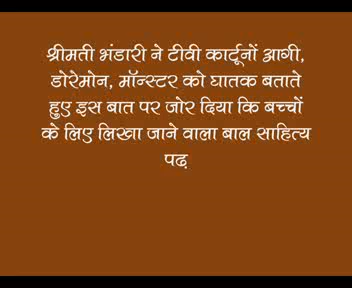 श्रीमती भंडारी ने टीवी कार्टूनों आगी,
डोरेमोन, मॉन्स्टर को घातक बताते
हुए इस बात पर जोर दिया कि बच्चों
के लिए लिखा जाने वाला बाल साहित्य
पढ़